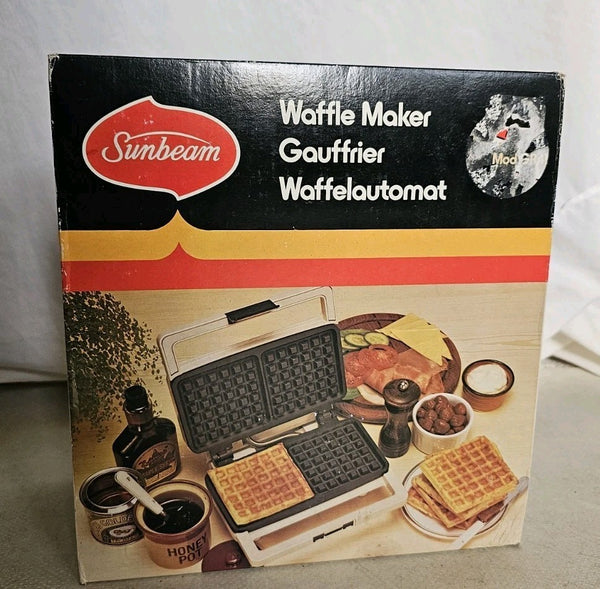 Sunbeam
Waffle Maker
Gauffrier
Waffelautomat
HONEY
POT